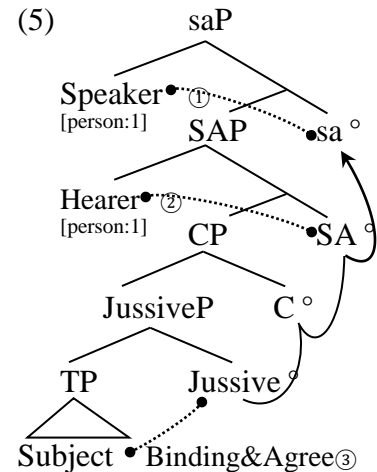 (5) saP
Speaker ① 
[person:1]
SAP sa°
Hearer ②
[person:1]
CP SA°
JussiveP C°
TP Jussive°
Subject Binding&Agree③